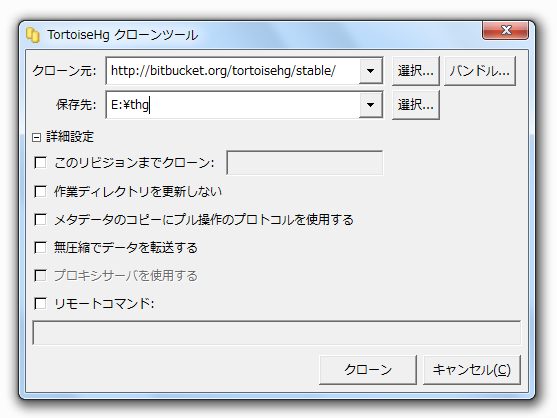 TortoiseHg クローンツール
クローン元: http://bitbucket.org/tortoisehg/stable/ 選択... バンドル...
保存先: E:¥thg 選択...
詳細設定
このリビジョンまでクローン:
作業ディレクトリを更新しない
メタデータのコピーにプル操作のプロトコルを使用する
無圧縮でデータを転送する
プロキシサーバを使用する
リモートコマンド:
クローン キャンセル(C)